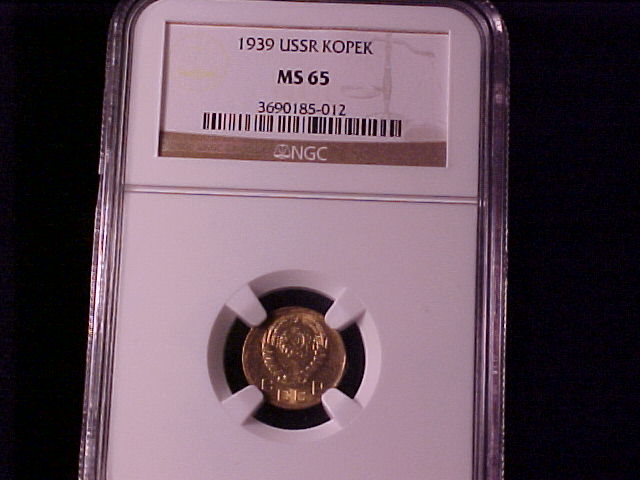 1939 USSR KOPEK
MS 65
3690185-012
NGC